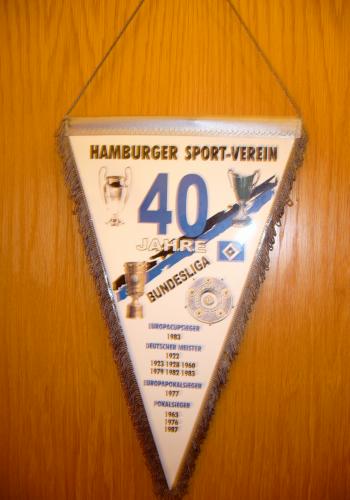 HAMBURGER SPORT-VEREIN
40
JAHRE
BUNDESLIGA
EUROPACUPSIEGER
1983
DEUTSCHER MEISTER
1922
1923 · 1928 · 1960
1979 · 1982 · 1983
EUROPAPOKALSIEGER
1977
POKALSIEGER
1963
1976
1987